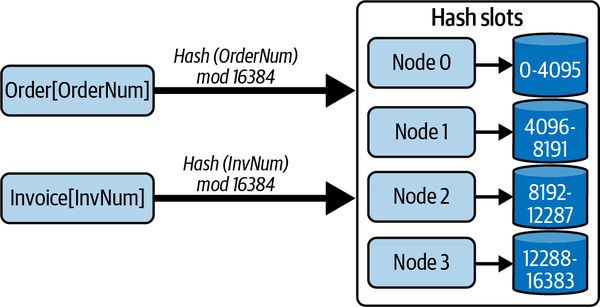 Hash slots
Hash (OrderNum)
mod 16384
Order[OrderNum]
Hash (InvNum)
mod 16384
Invoice[InvNum]
Node 0
0-4095
Node 1
4096-
8191
Node 2
8192-
12287
Node 3
12288-
16383